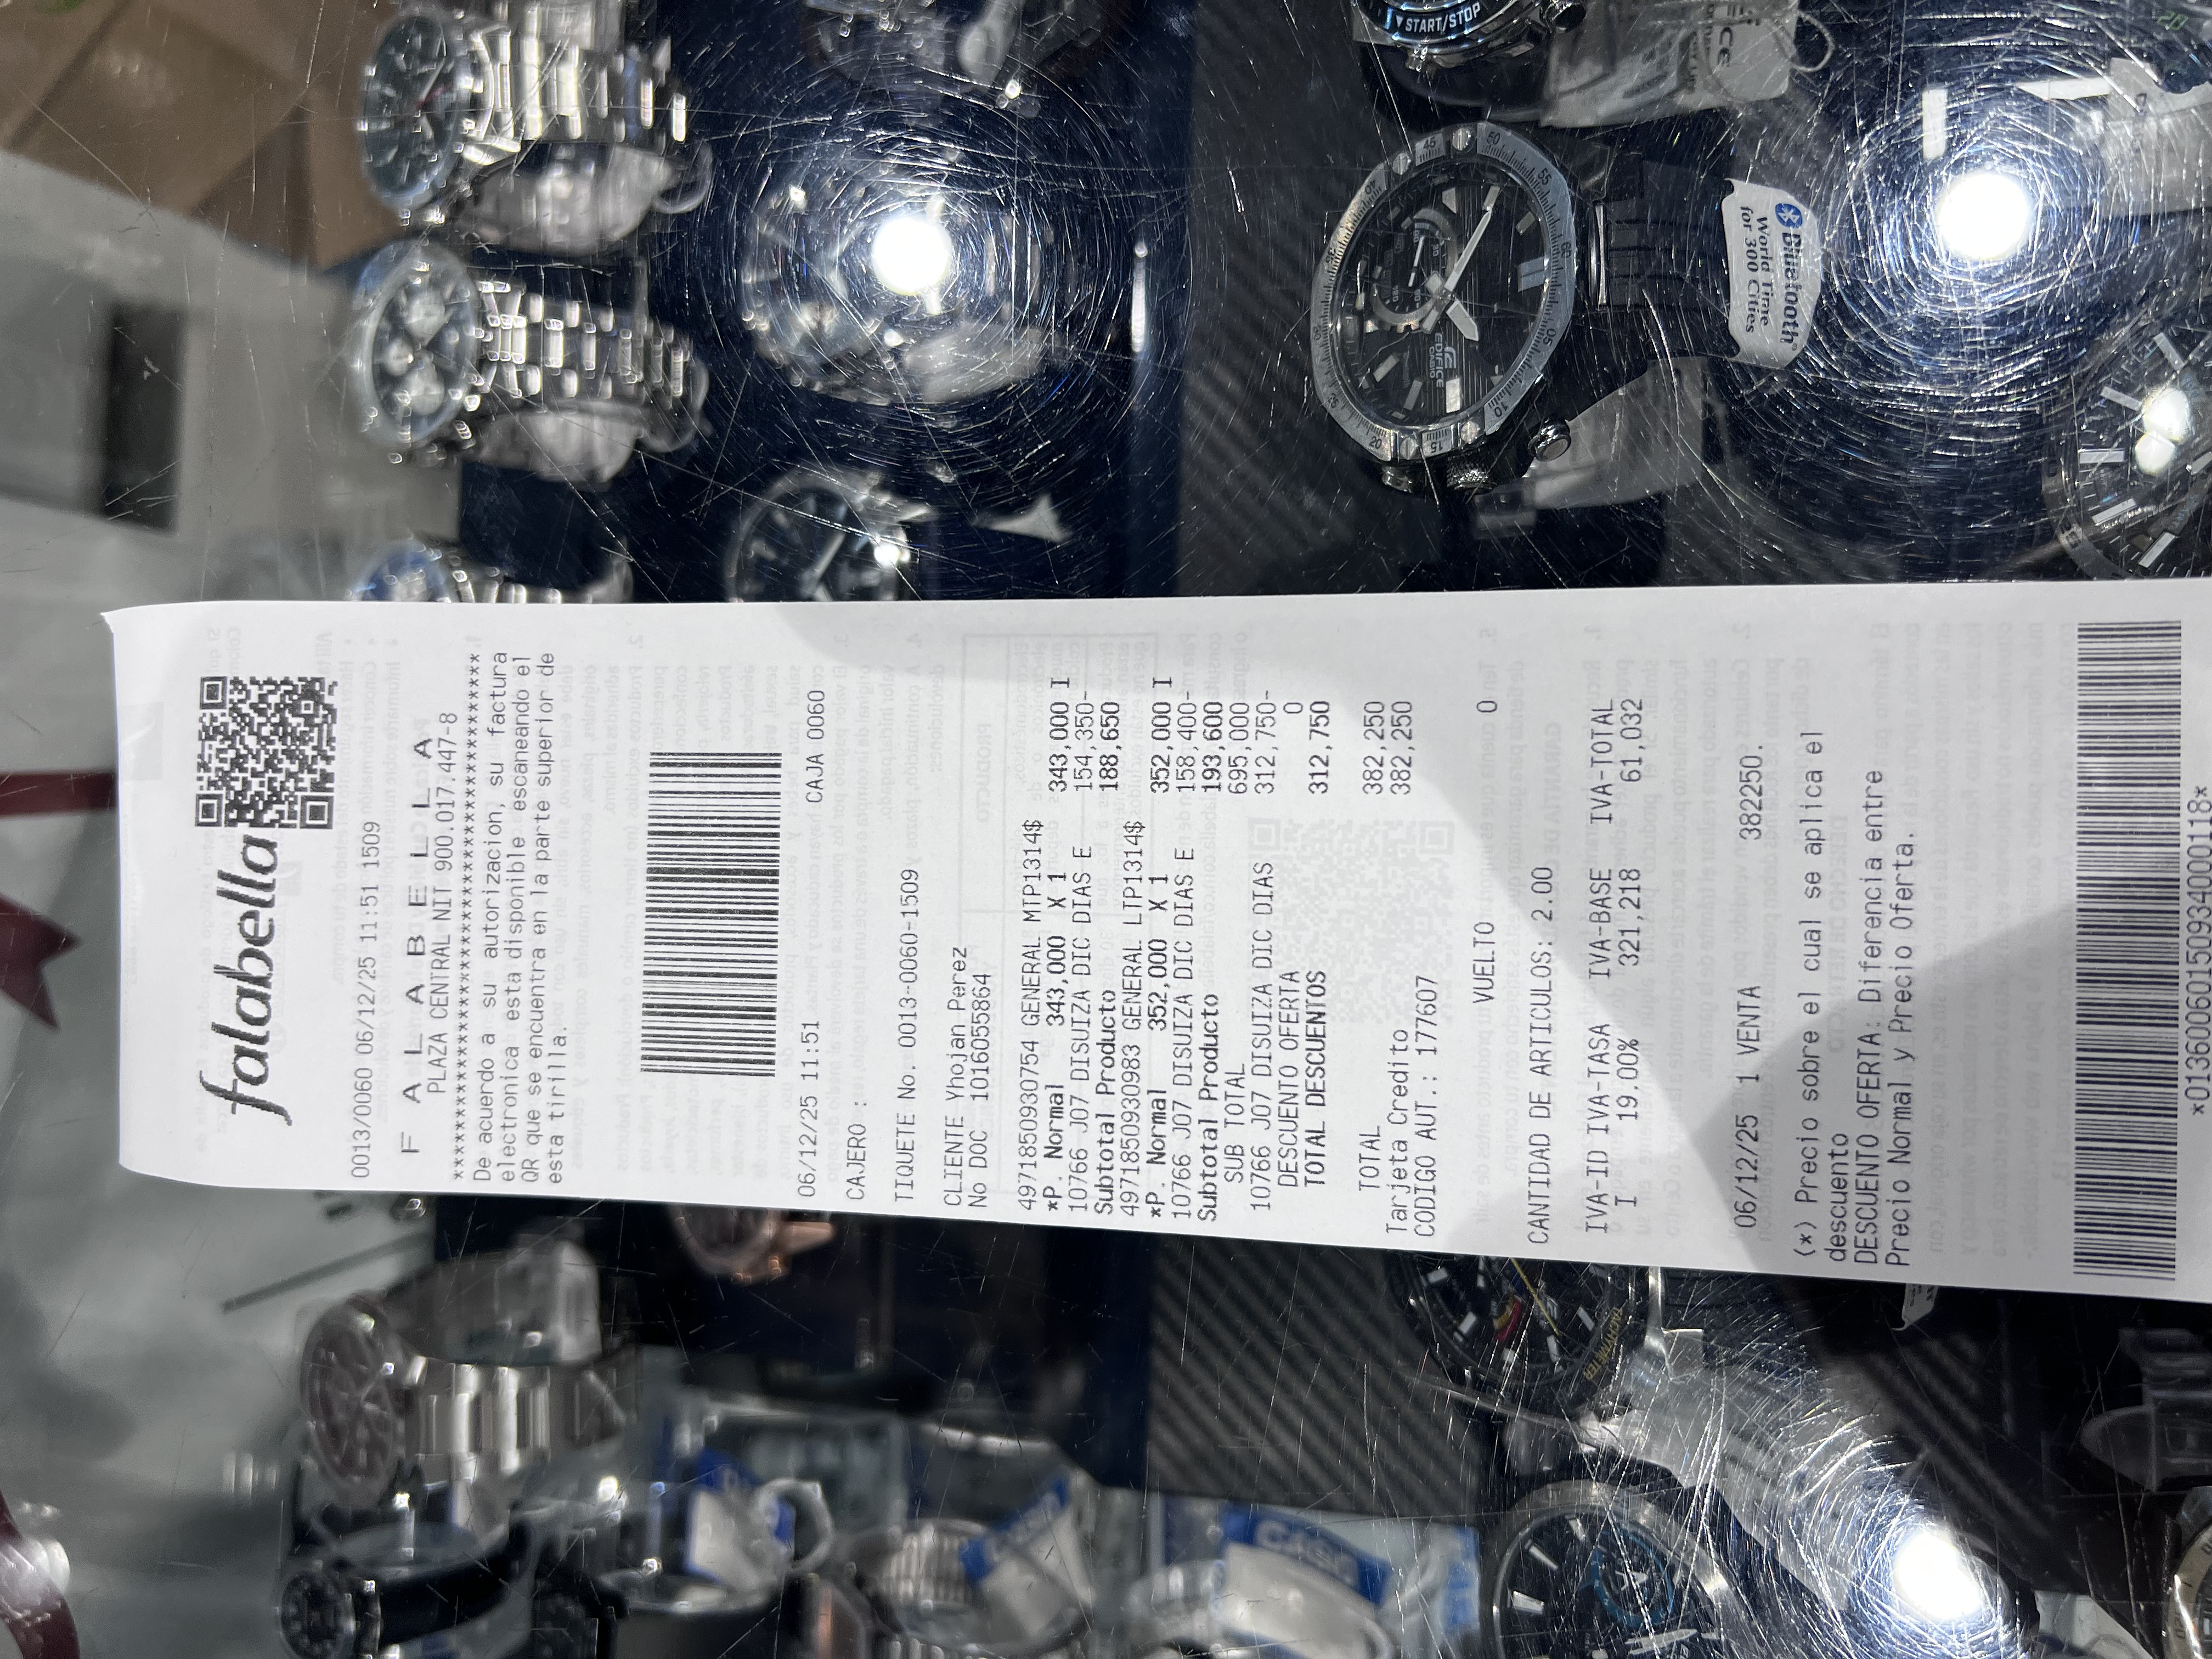 falabella
0013/0060 06/12/25 11:51 1509
F A L A B E L L A
PLAZA CENTRAL NIT 900.017.447-8
De acuerdo a su autorizacion, su factura
electronica esta disponible escaneando el
QR que se encuentra en la parte superior de
esta tirilla.
06/12/25 11:51 CAJA 0060
CAJERO :
TIQUETE No. 0013-0060-1509
CLIENTE Yhojan Perez
No DOC 1016055864
4971850930754 GENERAL MTP1314$
*P. Normal 343,000 X 1 343,000 I
10766 J07 DISUIZA DIC DIAS E 154,350-
Subtotal Producto 188,650
4971850930983 GENERAL LTP1314$
*P. Normal 352,000 X 1 352,000 I
10766 J07 DISUIZA DIC DIAS E 158,400-
Subtotal Producto 193,600
SUB TOTAL 695,000
10766 J07 DISUIZA DIC DIAS 312,750-
DESCUENTO OFERTA 0
TOTAL DESCUENTOS 312,750
TOTAL 382,250
Tarjeta Credito 382,250
CODIGO AUT.: 177607
VUELTO 0
CANTIDAD DE ARTICULOS: 2.00
IVA-ID IVA-TASA IVA-BASE IVA-TOTAL
I 19.00% 321,218 61,032
06/12/25 : 1 VENTA 382250.
(*) Precio sobre el cual se aplica el
descuento
DESCUENTO OFERTA: Diferencia entre
Precio Normal y Precio Oferta.
*013600601509340001 18*
START/STOP
Bluetooth
World Time
for 300 Cities
CASIO
EDIFICE
CASIO
CASIO